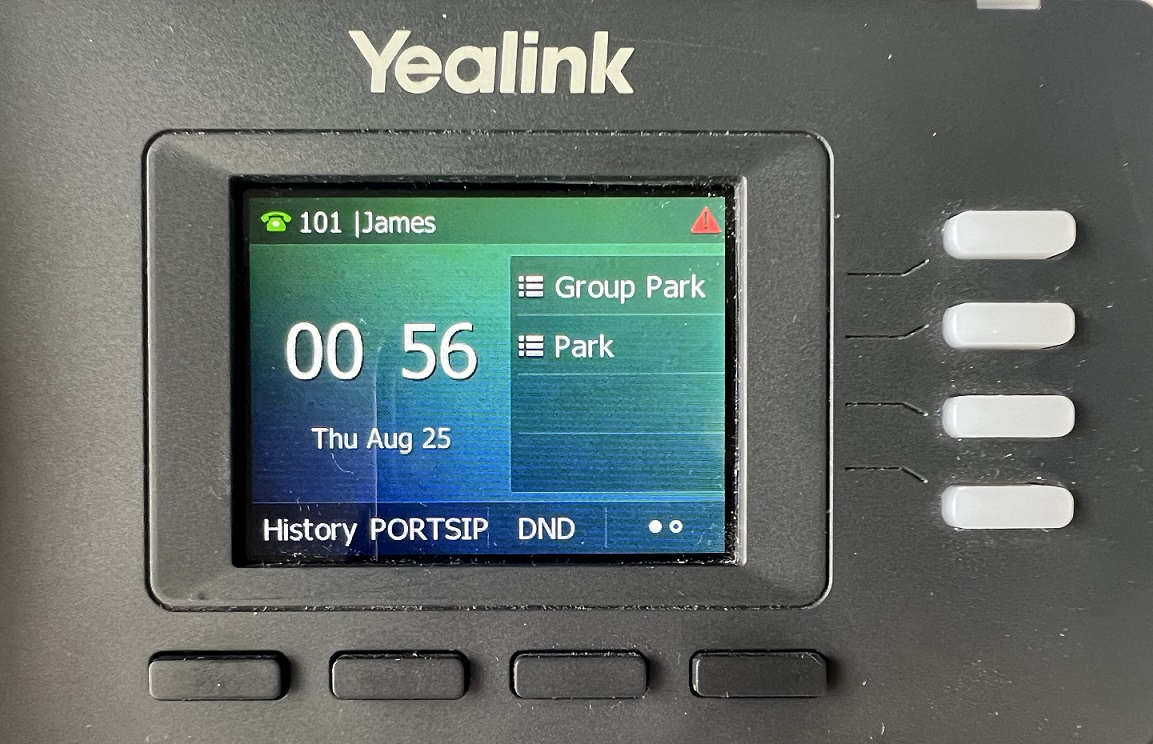 Yealink
101 |James
Group Park
00 56
Park
Thu Aug 25
History PORTSIP DND